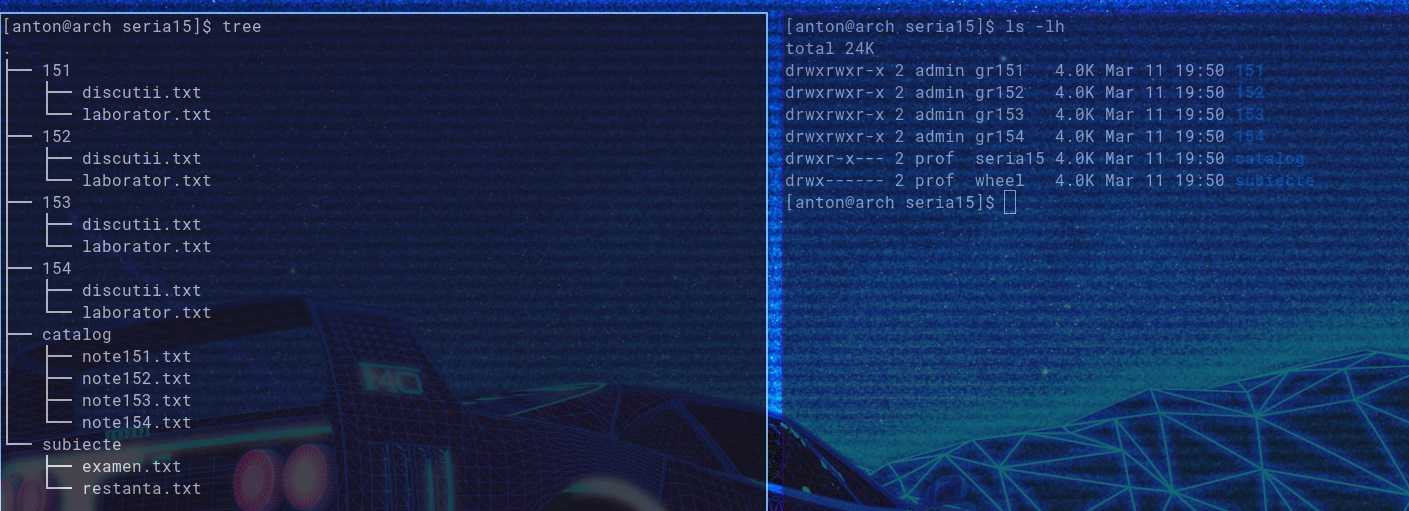 [anton@arch seria15]$ tree
.
├── 151
│   ├── discutii.txt
│   └── laborator.txt
├── 152
│   ├── discutii.txt
│   └── laborator.txt
├── 153
│   ├── discutii.txt
│   └── laborator.txt
├── 154
│   ├── discutii.txt
│   └── laborator.txt
├── catalog
│   ├── note151.txt
│   ├── note152.txt
│   ├── note153.txt
│   └── note154.txt
└── subiecte
    ├── examen.txt
    └── restanta.txt
[anton@arch seria15]$ ls -lh
total 24K
drwxrwxr-x 2 admin gr151   4.0K Mar 11 19:50 151
drwxrwxr-x 2 admin gr152   4.0K Mar 11 19:50 152
drwxrwxr-x 2 admin gr153   4.0K Mar 11 19:50 153
drwxrwxr-x 2 admin gr154   4.0K Mar 11 19:50 154
drwxr-x--- 2 prof  seria15 4.0K Mar 11 19:50 catalog
drwx------ 2 prof  wheel   4.0K Mar 11 19:50 subiecte
[anton@arch seria15]$